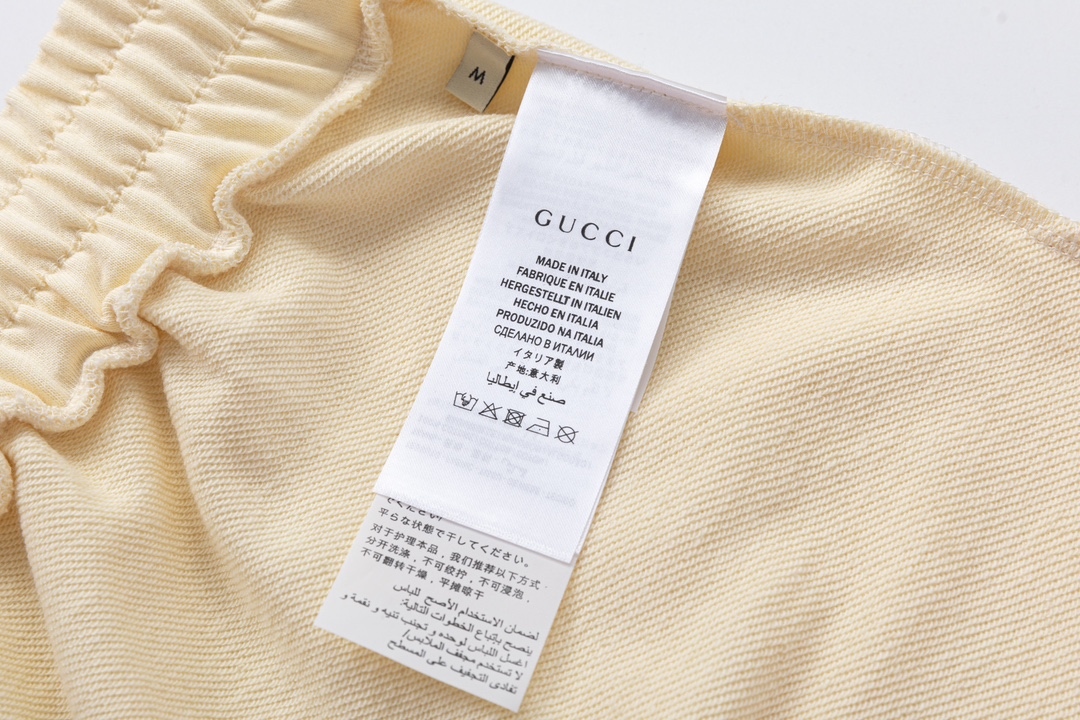 M
GUCCI
MADE IN ITALY
FABRIQUE EN ITALIE
HERGESTELLT IN ITALIEN
HECHO EN ITALIA
PRODUZIDO NA ITALIA
СДЕЛАНО В ИТАЛИИ
イタリア製
产地:意大利
صنع في إيطاليا
平らな状態で干してください。
对于护理本品，我们推荐以下方式．
分开洗涤，不可绞拧，不可浸泡，
不可翻转干燥，平摊晾干
لضمان الاستخدام الأصبح للباس
ينصح بإتباع الخطوات التالية:
اغسل اللباس لوحده و تجنب تنيه و نقمة و
لا تستخدم مجفف الملابس/
تفادى التجفيف على المسطح